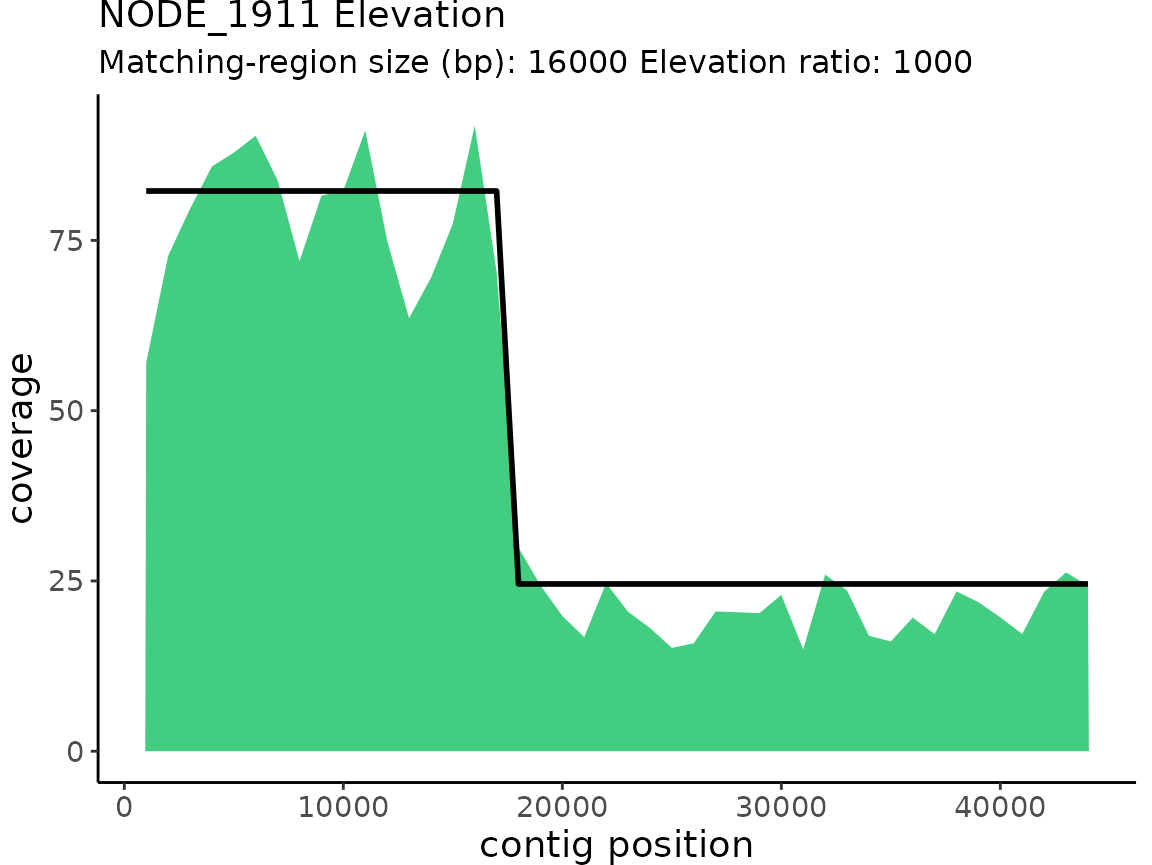 NODE_1911 Elevation
Matching-region size (bp): 16000 Elevation ratio: 1000
coverage
75
50
25
0
0 10000 20000 30000 40000
contig position